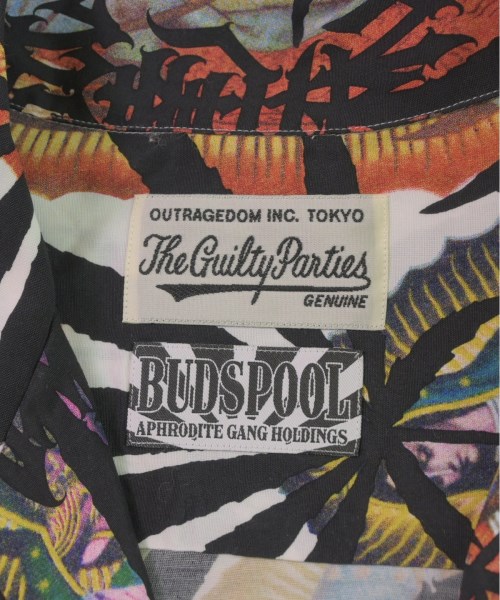 OUTRAGEDOM INC. TOKYO
The Guilty Parties
GENUINE
BUDSPOOL
APHRODITE GANG HOLDINGS